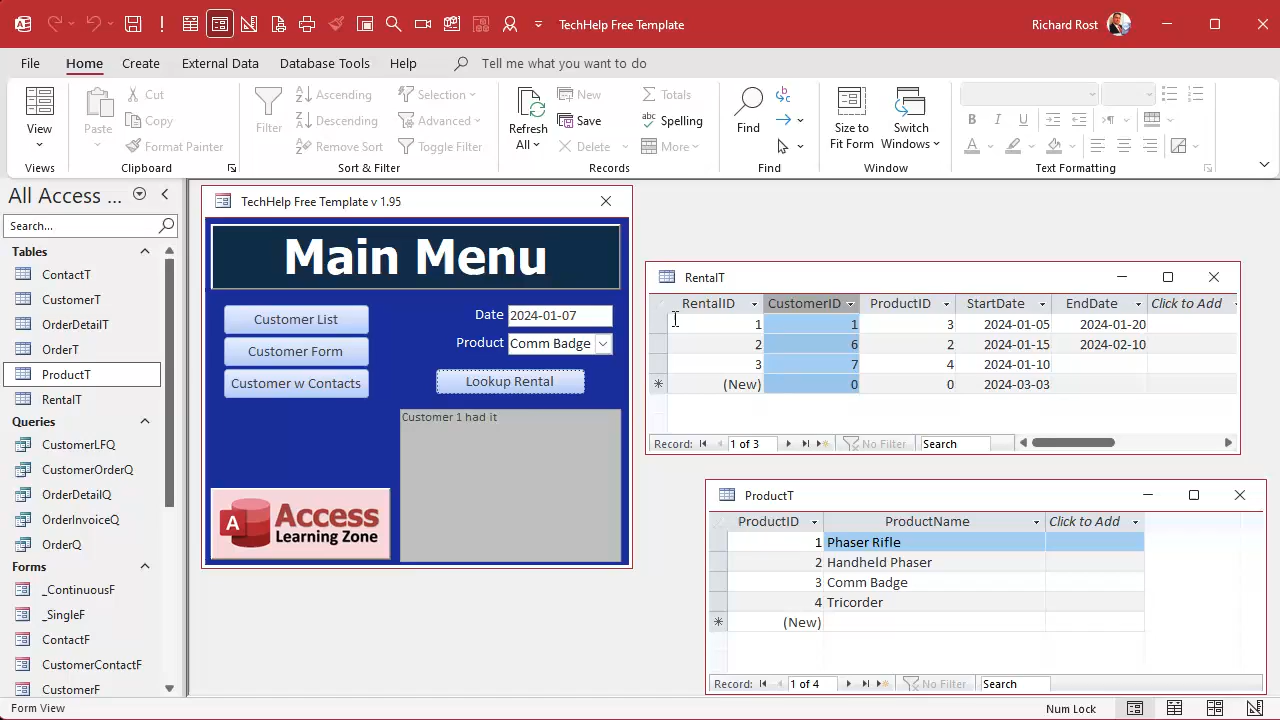 TechHelp Free Template
Richard Rost
File Home Create External Data Database Tools Help Tell me what you want to do
View
Views
Paste
Cut
Copy
Format Painter
Clipboard
Filter
Ascending
Descending
Remove Sort
Selection
Advanced
Toggle Filter
Sort & Filter
Refresh All
New
Save
Delete
Totals
Spelling
More
Records
Find
Find
Size to Fit Form
Switch Windows
Window
B I U
A
Text Formatting
All Access ...
Search...
Tables
ContactT
CustomerT
OrderDetailT
OrderT
ProductT
RentalT
Queries
CustomerLFQ
CustomerOrderQ
OrderDetailQ
OrderInvoiceQ
OrderQ
Forms
_ContinuousF
_SingleF
ContactF
CustomerContactF
CustomerF
TechHelp Free Template v 1.95
Main Menu
Customer List
Customer Form
Customer w Contacts
Date 2024-01-07
Product Comm Badge
Lookup Rental
Customer 1 had it
A Access
Learning Zone
RentalT
RentalID CustomerID ProductID StartDate EndDate Click to Add
1 1 3 2024-01-05 2024-01-20
2 6 2 2024-01-15 2024-02-10
3 7 4 2024-01-10
(New) 0 0 2024-03-03
Record: 1 of 3 No Filter Search
ProductT
ProductID ProductName Click to Add
1 Phaser Rifle
2 Handheld Phaser
3 Comm Badge
4 Tricorder
(New)
Record: 1 of 4 No Filter Search
Form View
Num Lock